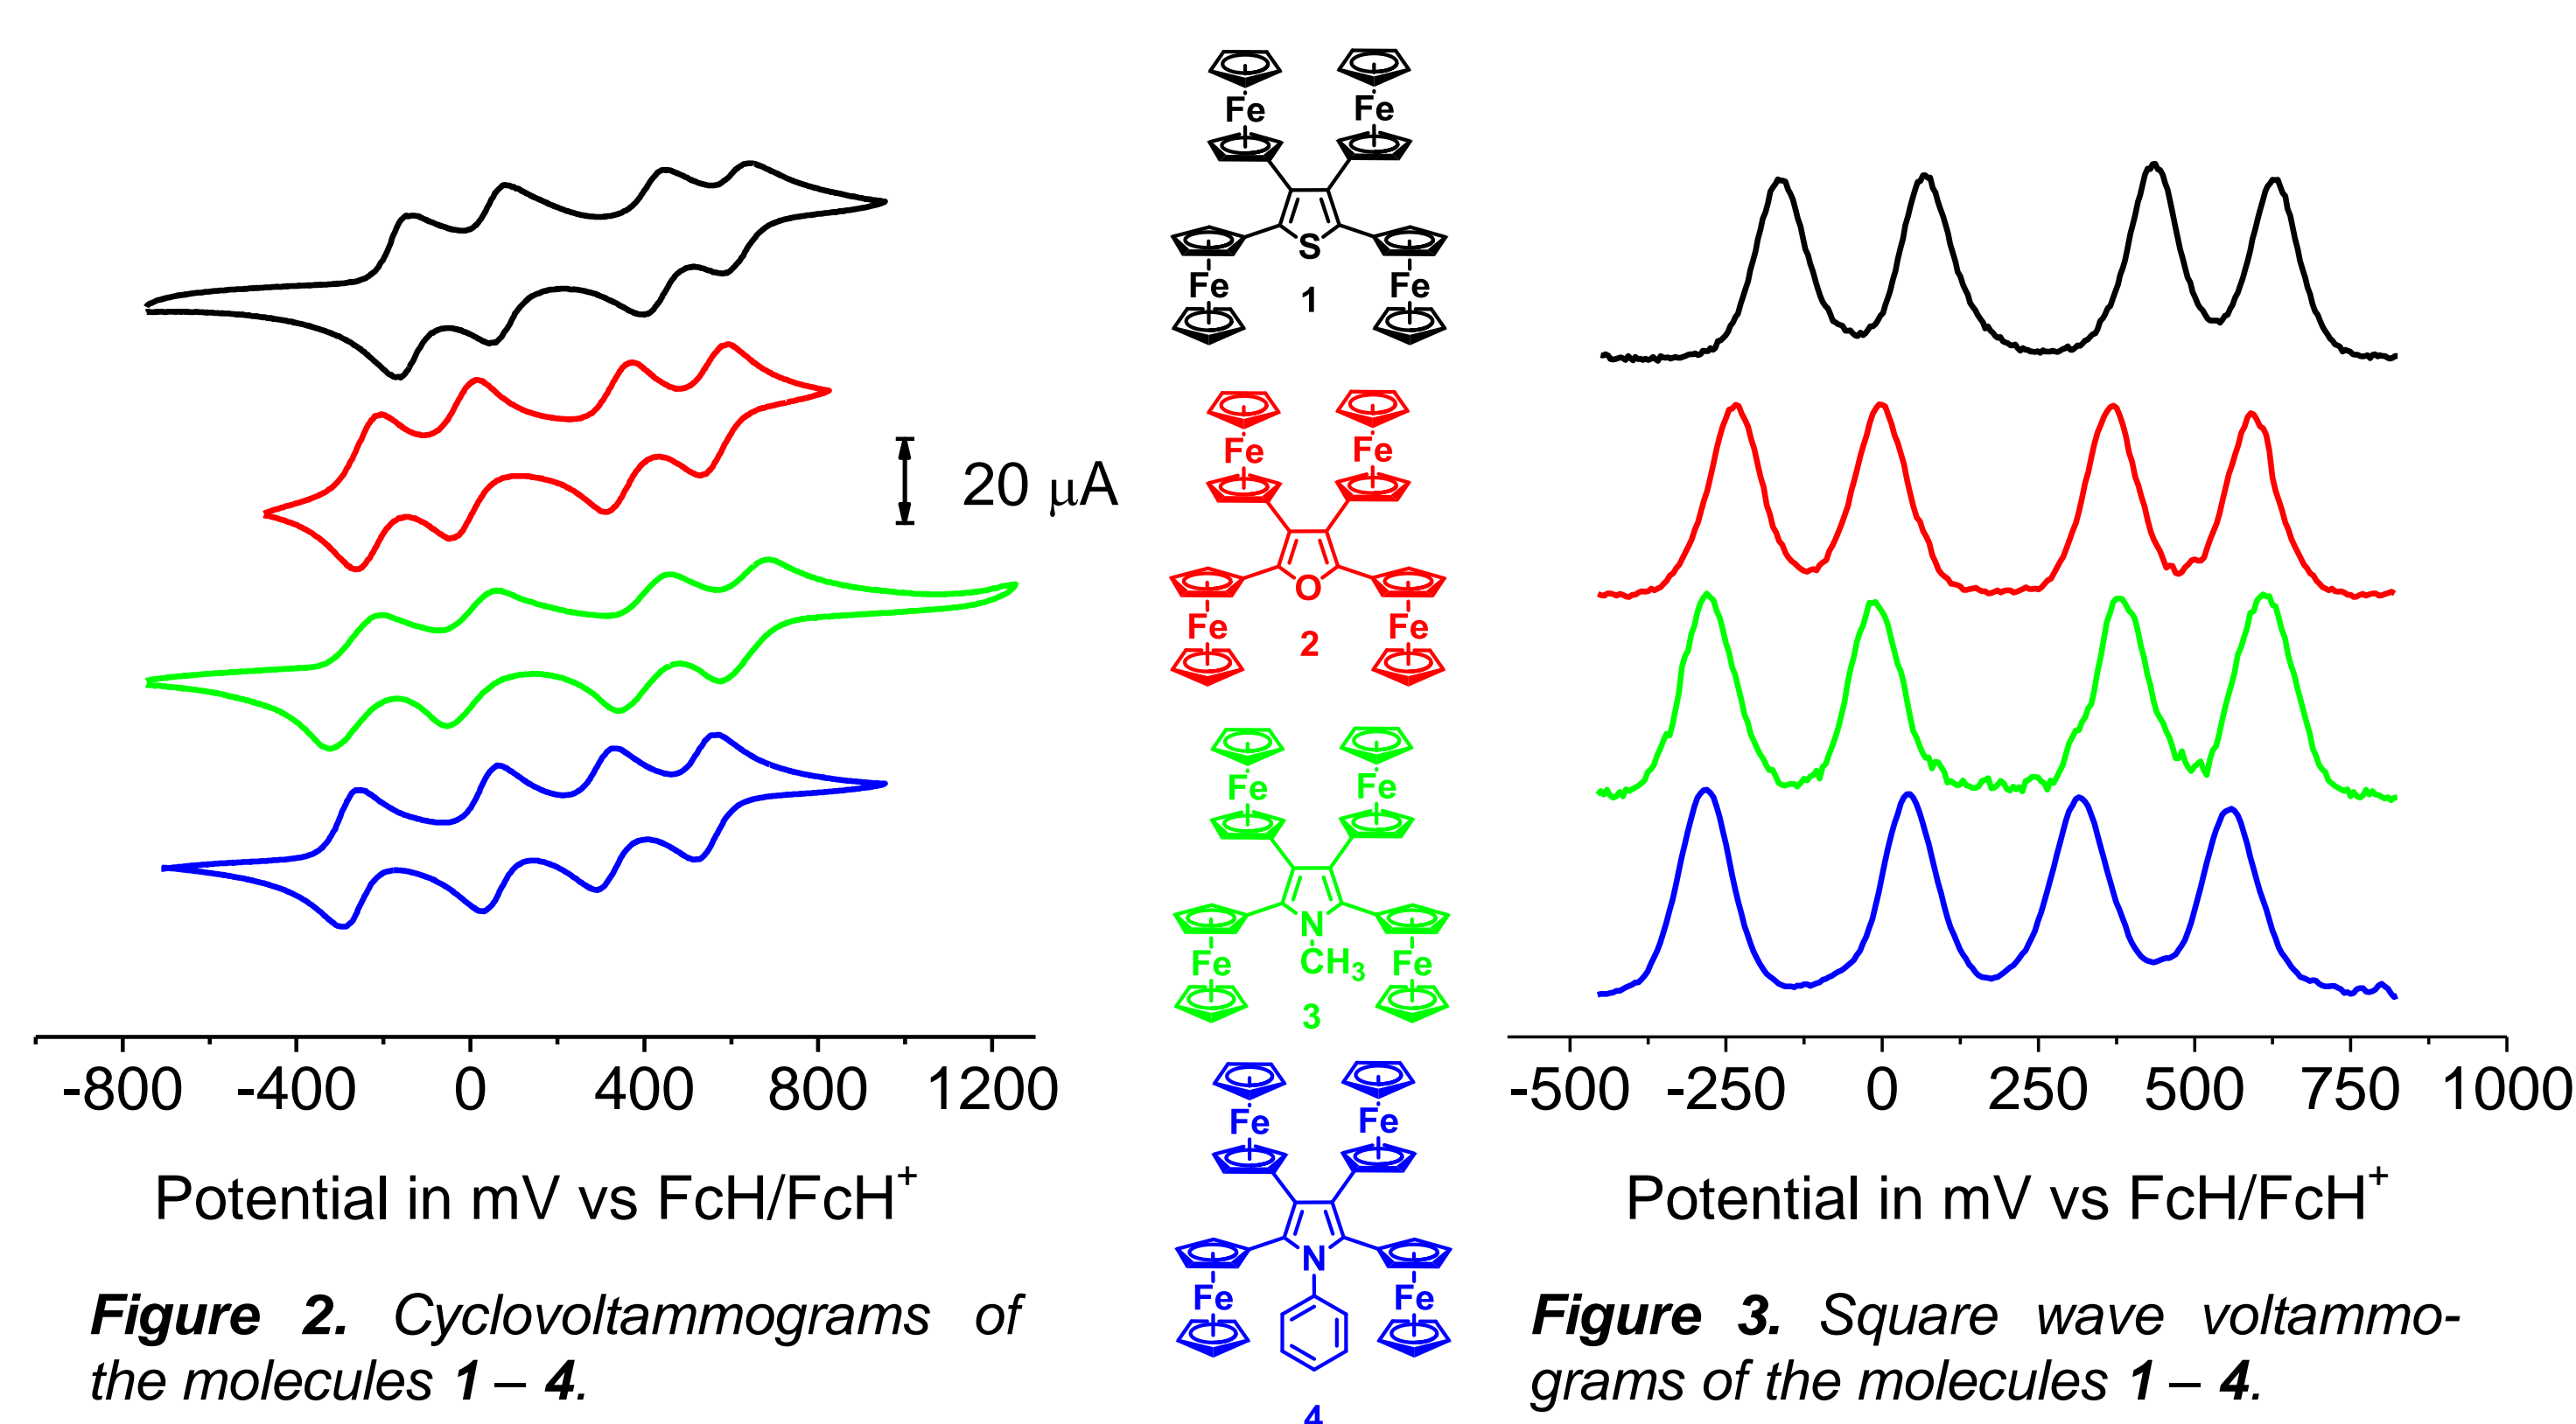 Fe Fe
S
Fe Fe
1
20 μA
Fe Fe
O
Fe Fe
2
Fe Fe
N
CH3
Fe Fe
3
-800 -400 0 400 800 1200
Potential in mV vs FcH/FcH+
-500 -250 0 250 500 750 1000
Potential in mV vs FcH/FcH+
Fe Fe
N
Fe Fe
4
Figure 2. Cyclovoltammograms of
the molecules 1 – 4.
Figure 3. Square wave voltammo-
grams of the molecules 1 – 4.